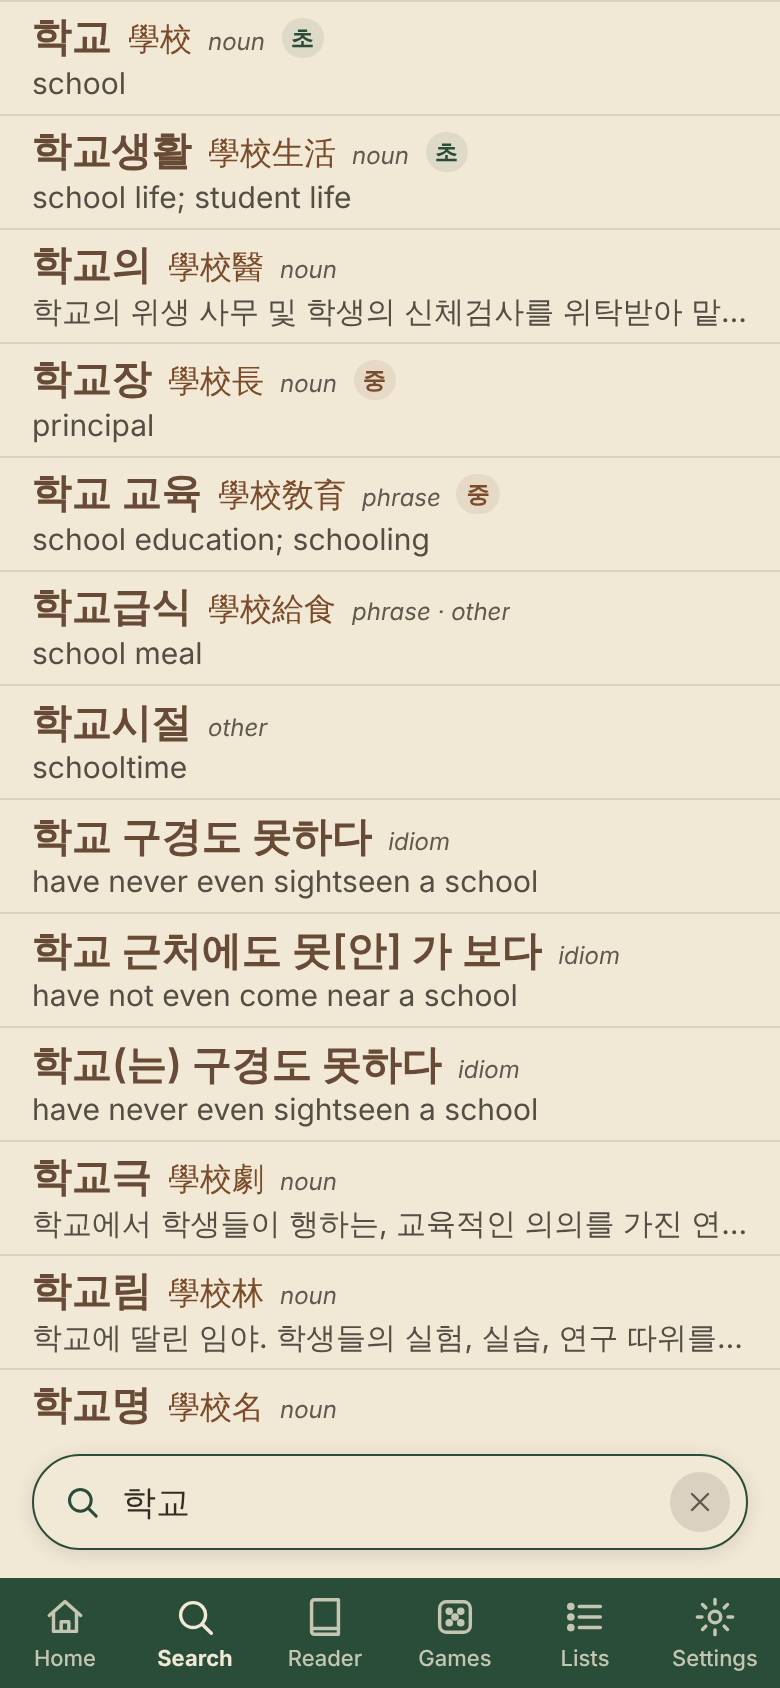 학교 學校 noun 초
school
학교생활 學校生活 noun 초
school life; student life
학교의 學校醫 noun
학교의 위생 사무 및 학생의 신체검사를 위탁받아 맡...
학교장 學校長 noun 중
principal
학교 교육 學校敎育 phrase 중
school education; schooling
학교급식 學校給食 phrase · other
school meal
학교시절 other
schooltime
학교 구경도 못하다 idiom
have never even sightseen a school
학교 근처에도 못[안] 가 보다 idiom
have not even come near a school
학교(는) 구경도 못하다 idiom
have never even sightseen a school
학교극 學校劇 noun
학교에서 학생들이 행하는, 교육적인 의의를 가진 연...
학교림 學校林 noun
학교에 딸린 임야. 학생들의 실험, 실습, 연구 따위를...
학교명 學校名 noun
학교
Home Search Reader Games Lists Settings